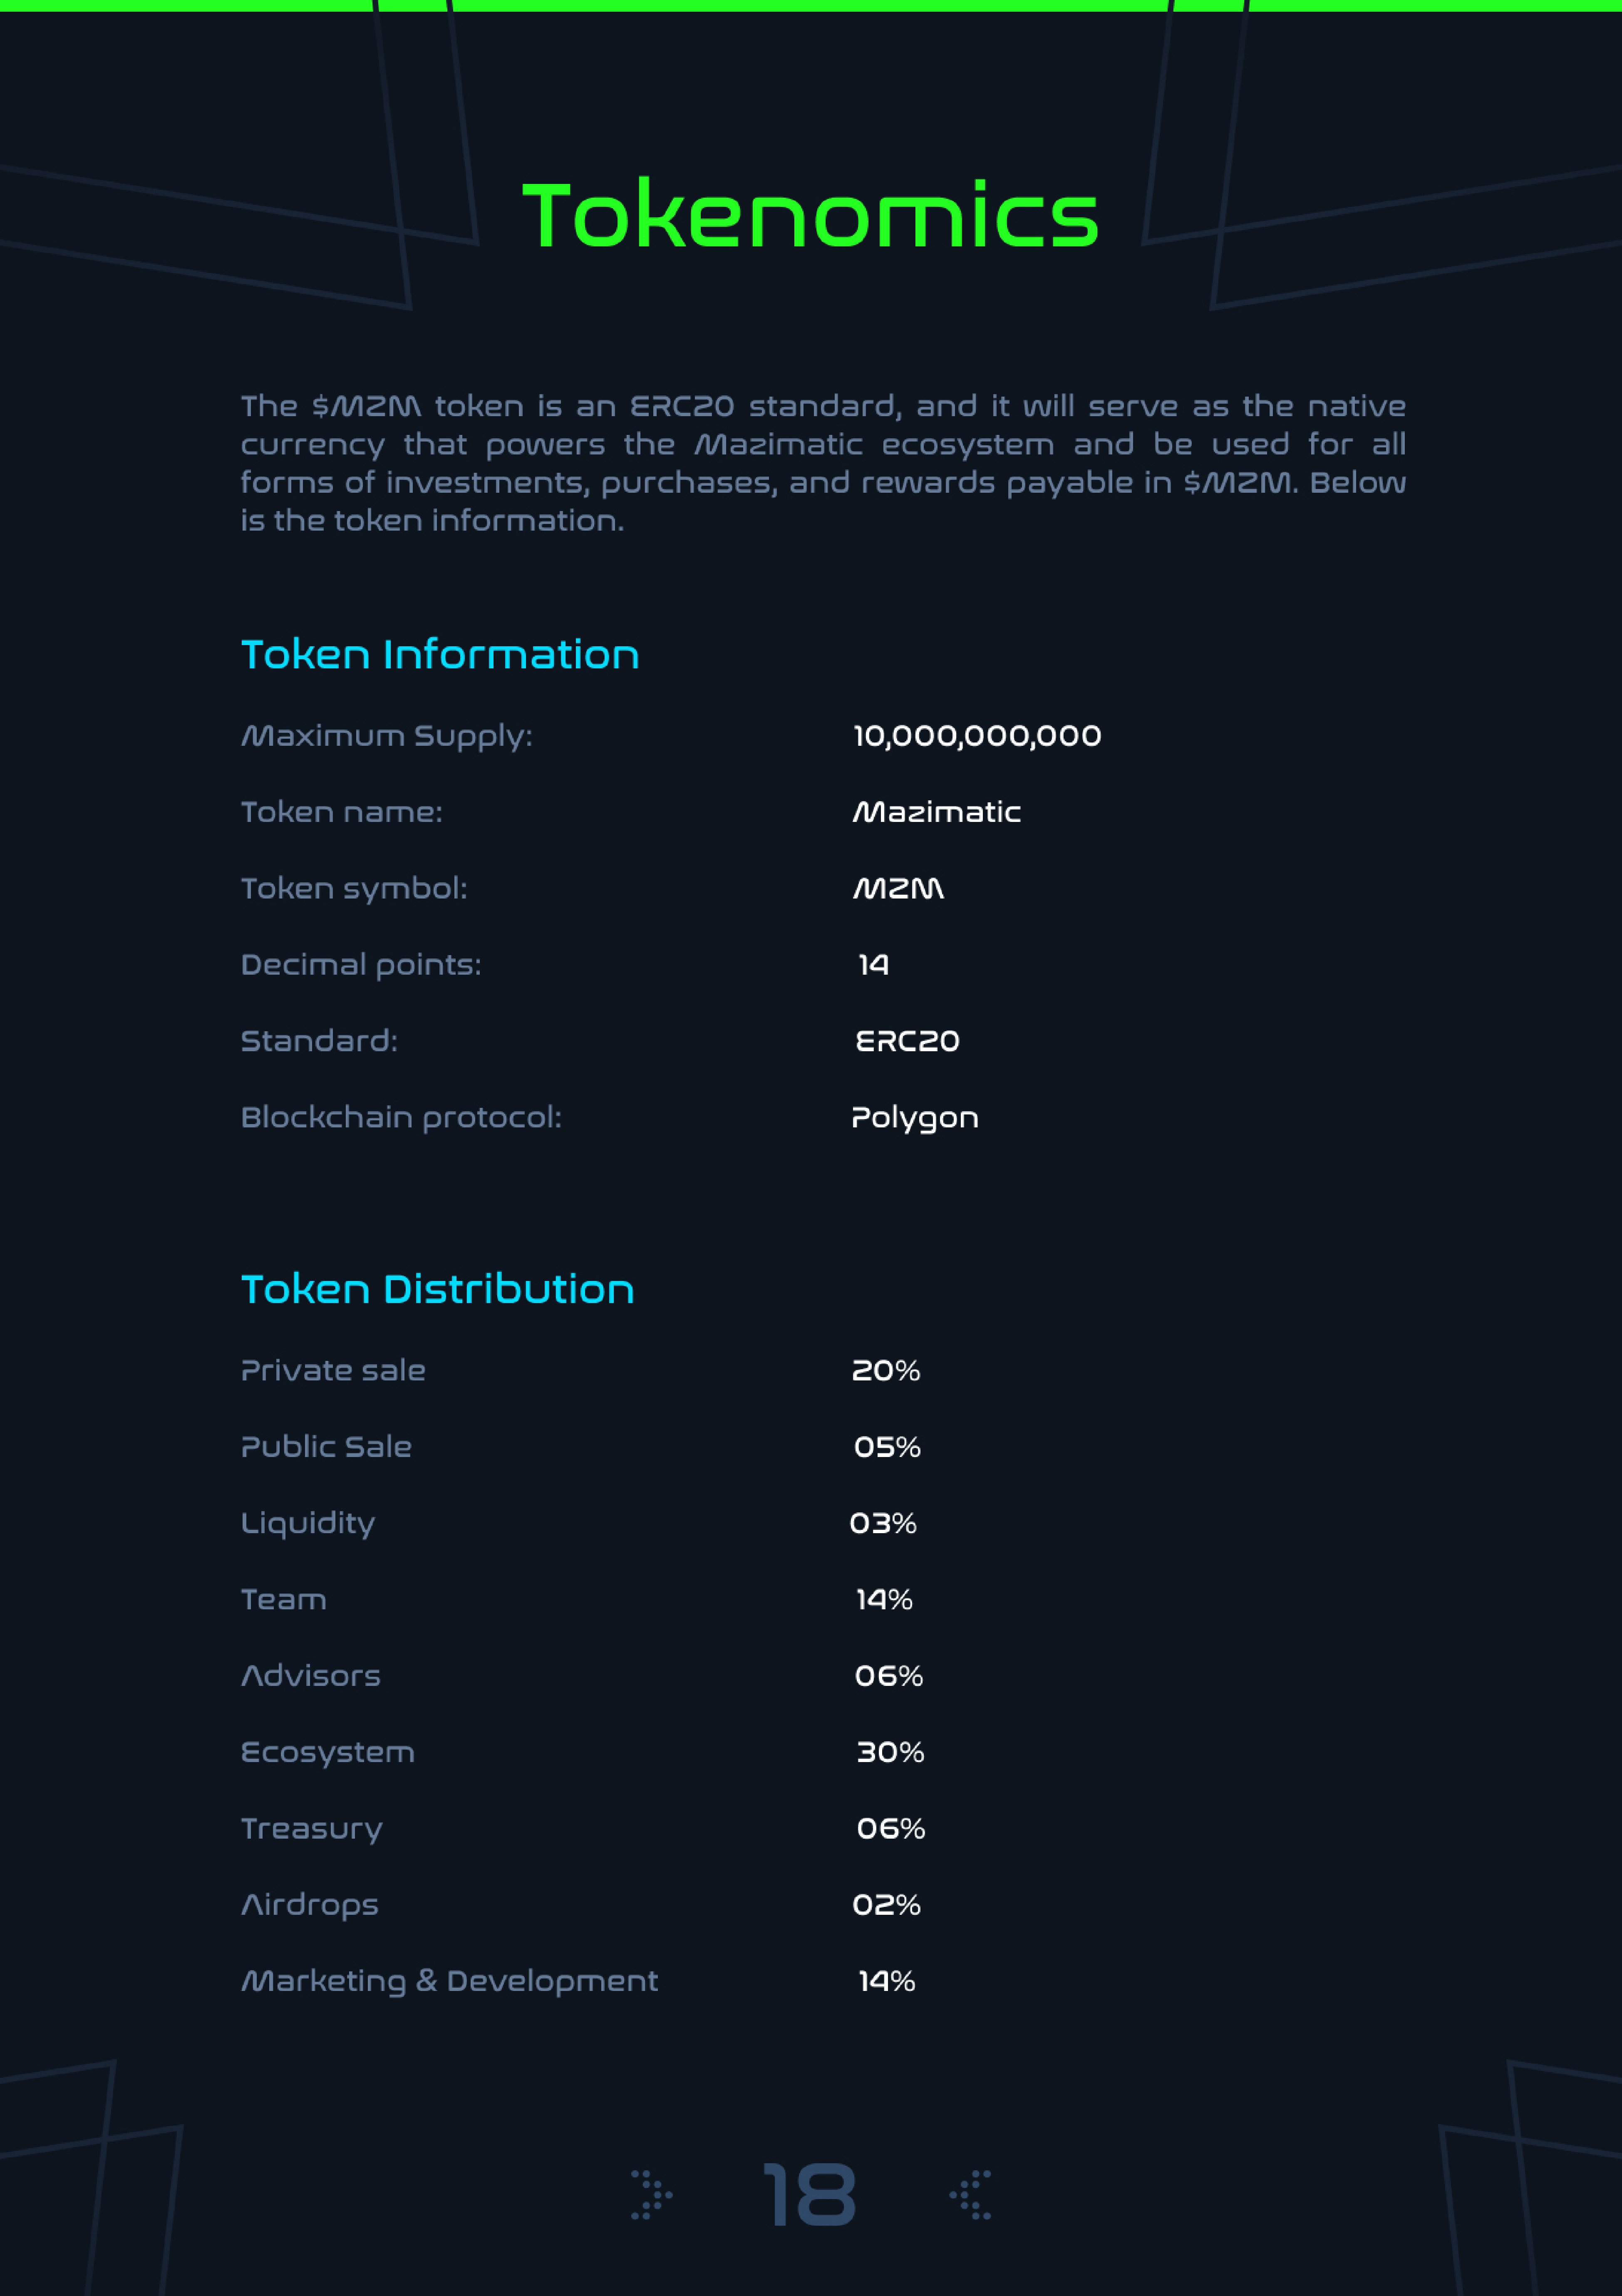 Tokenomics
The $M2M token is an ERC20 standard, and it will serve as the native
currency that powers the Mazimatic ecosystem and be used for all
forms of investments, purchases, and rewards payable in $M2M. Below
is the token information.
Token Information
Maximum Supply: 10,000,000,000
Token name: Mazimatic
Token symbol: M2M
Decimal points: 14
Standard: ERC20
Blockchain protocol: Polygon
Token Distribution
Private sale 20%
Public Sale 05%
Liquidity 03%
Team 14%
Advisors 06%
Ecosystem 30%
Treasury 06%
Airdrops 02%
Marketing & Development 14%
18